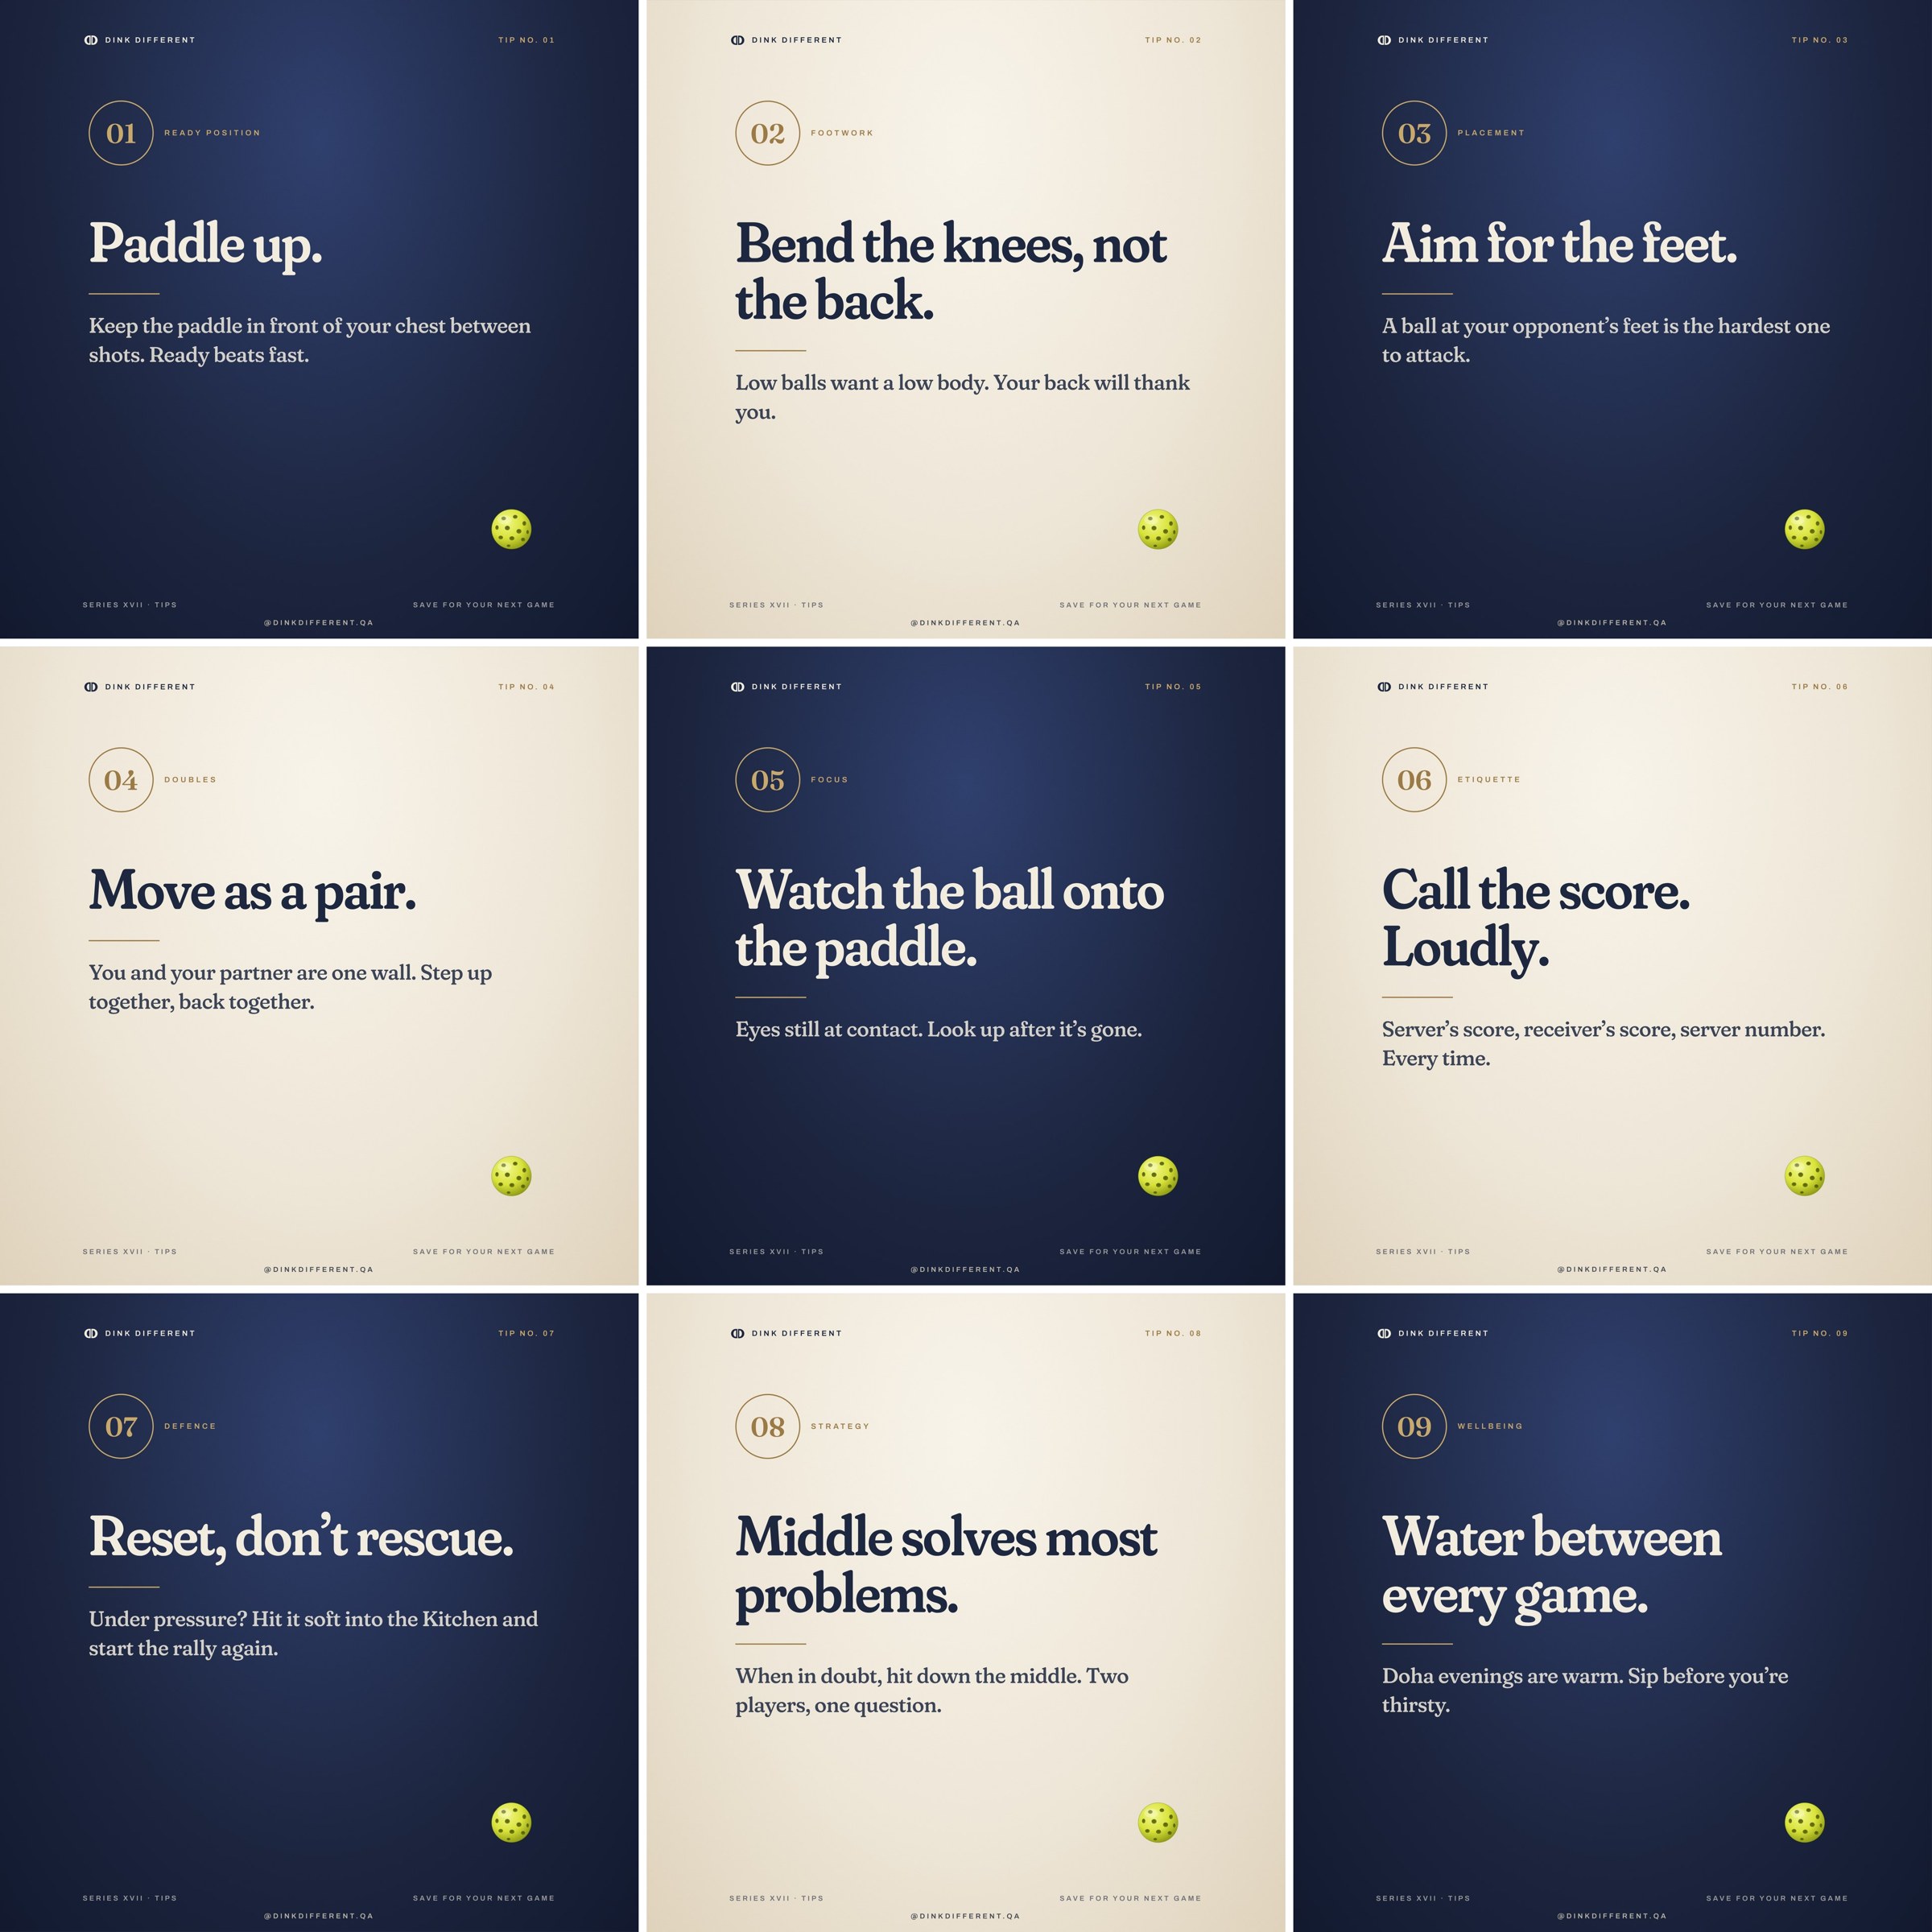 DINK DIFFERENT
TIP NO. 01
01
READY POSITION
Paddle up.
Keep the paddle in front of your chest between
shots. Ready beats fast.
SERIES XVII · TIPS
SAVE FOR YOUR NEXT GAME
@DINKDIFFERENT.QA
DINK DIFFERENT
TIP NO. 02
02
FOOTWORK
Bend the knees, not
the back.
Low balls want a low body. Your back will thank
you.
SERIES XVII · TIPS
SAVE FOR YOUR NEXT GAME
@DINKDIFFERENT.QA
DINK DIFFERENT
TIP NO. 03
03
PLACEMENT
Aim for the feet.
A ball at your opponent’s feet is the hardest one
to attack.
SERIES XVII · TIPS
SAVE FOR YOUR NEXT GAME
@DINKDIFFERENT.QA
DINK DIFFERENT
TIP NO. 04
04
DOUBLES
Move as a pair.
You and your partner are one wall. Step up
together, back together.
SERIES XVII · TIPS
SAVE FOR YOUR NEXT GAME
@DINKDIFFERENT.QA
DINK DIFFERENT
TIP NO. 05
05
FOCUS
Watch the ball onto
the paddle.
Eyes still at contact. Look up after it’s gone.
SERIES XVII · TIPS
SAVE FOR YOUR NEXT GAME
@DINKDIFFERENT.QA
DINK DIFFERENT
TIP NO. 06
06
ETIQUETTE
Call the score.
Loudly.
Server’s score, receiver’s score, server number.
Every time.
SERIES XVII · TIPS
SAVE FOR YOUR NEXT GAME
@DINKDIFFERENT.QA
DINK DIFFERENT
TIP NO. 07
07
DEFENCE
Reset, don’t rescue.
Under pressure? Hit it soft into the Kitchen and
start the rally again.
SERIES XVII · TIPS
SAVE FOR YOUR NEXT GAME
@DINKDIFFERENT.QA
DINK DIFFERENT
TIP NO. 08
08
STRATEGY
Middle solves most
problems.
When in doubt, hit down the middle. Two
players, one question.
SERIES XVII · TIPS
SAVE FOR YOUR NEXT GAME
@DINKDIFFERENT.QA
DINK DIFFERENT
TIP NO. 09
09
WELLBEING
Water between
every game.
Doha evenings are warm. Sip before you’re
thirsty.
SERIES XVII · TIPS
SAVE FOR YOUR NEXT GAME
@DINKDIFFERENT.QA